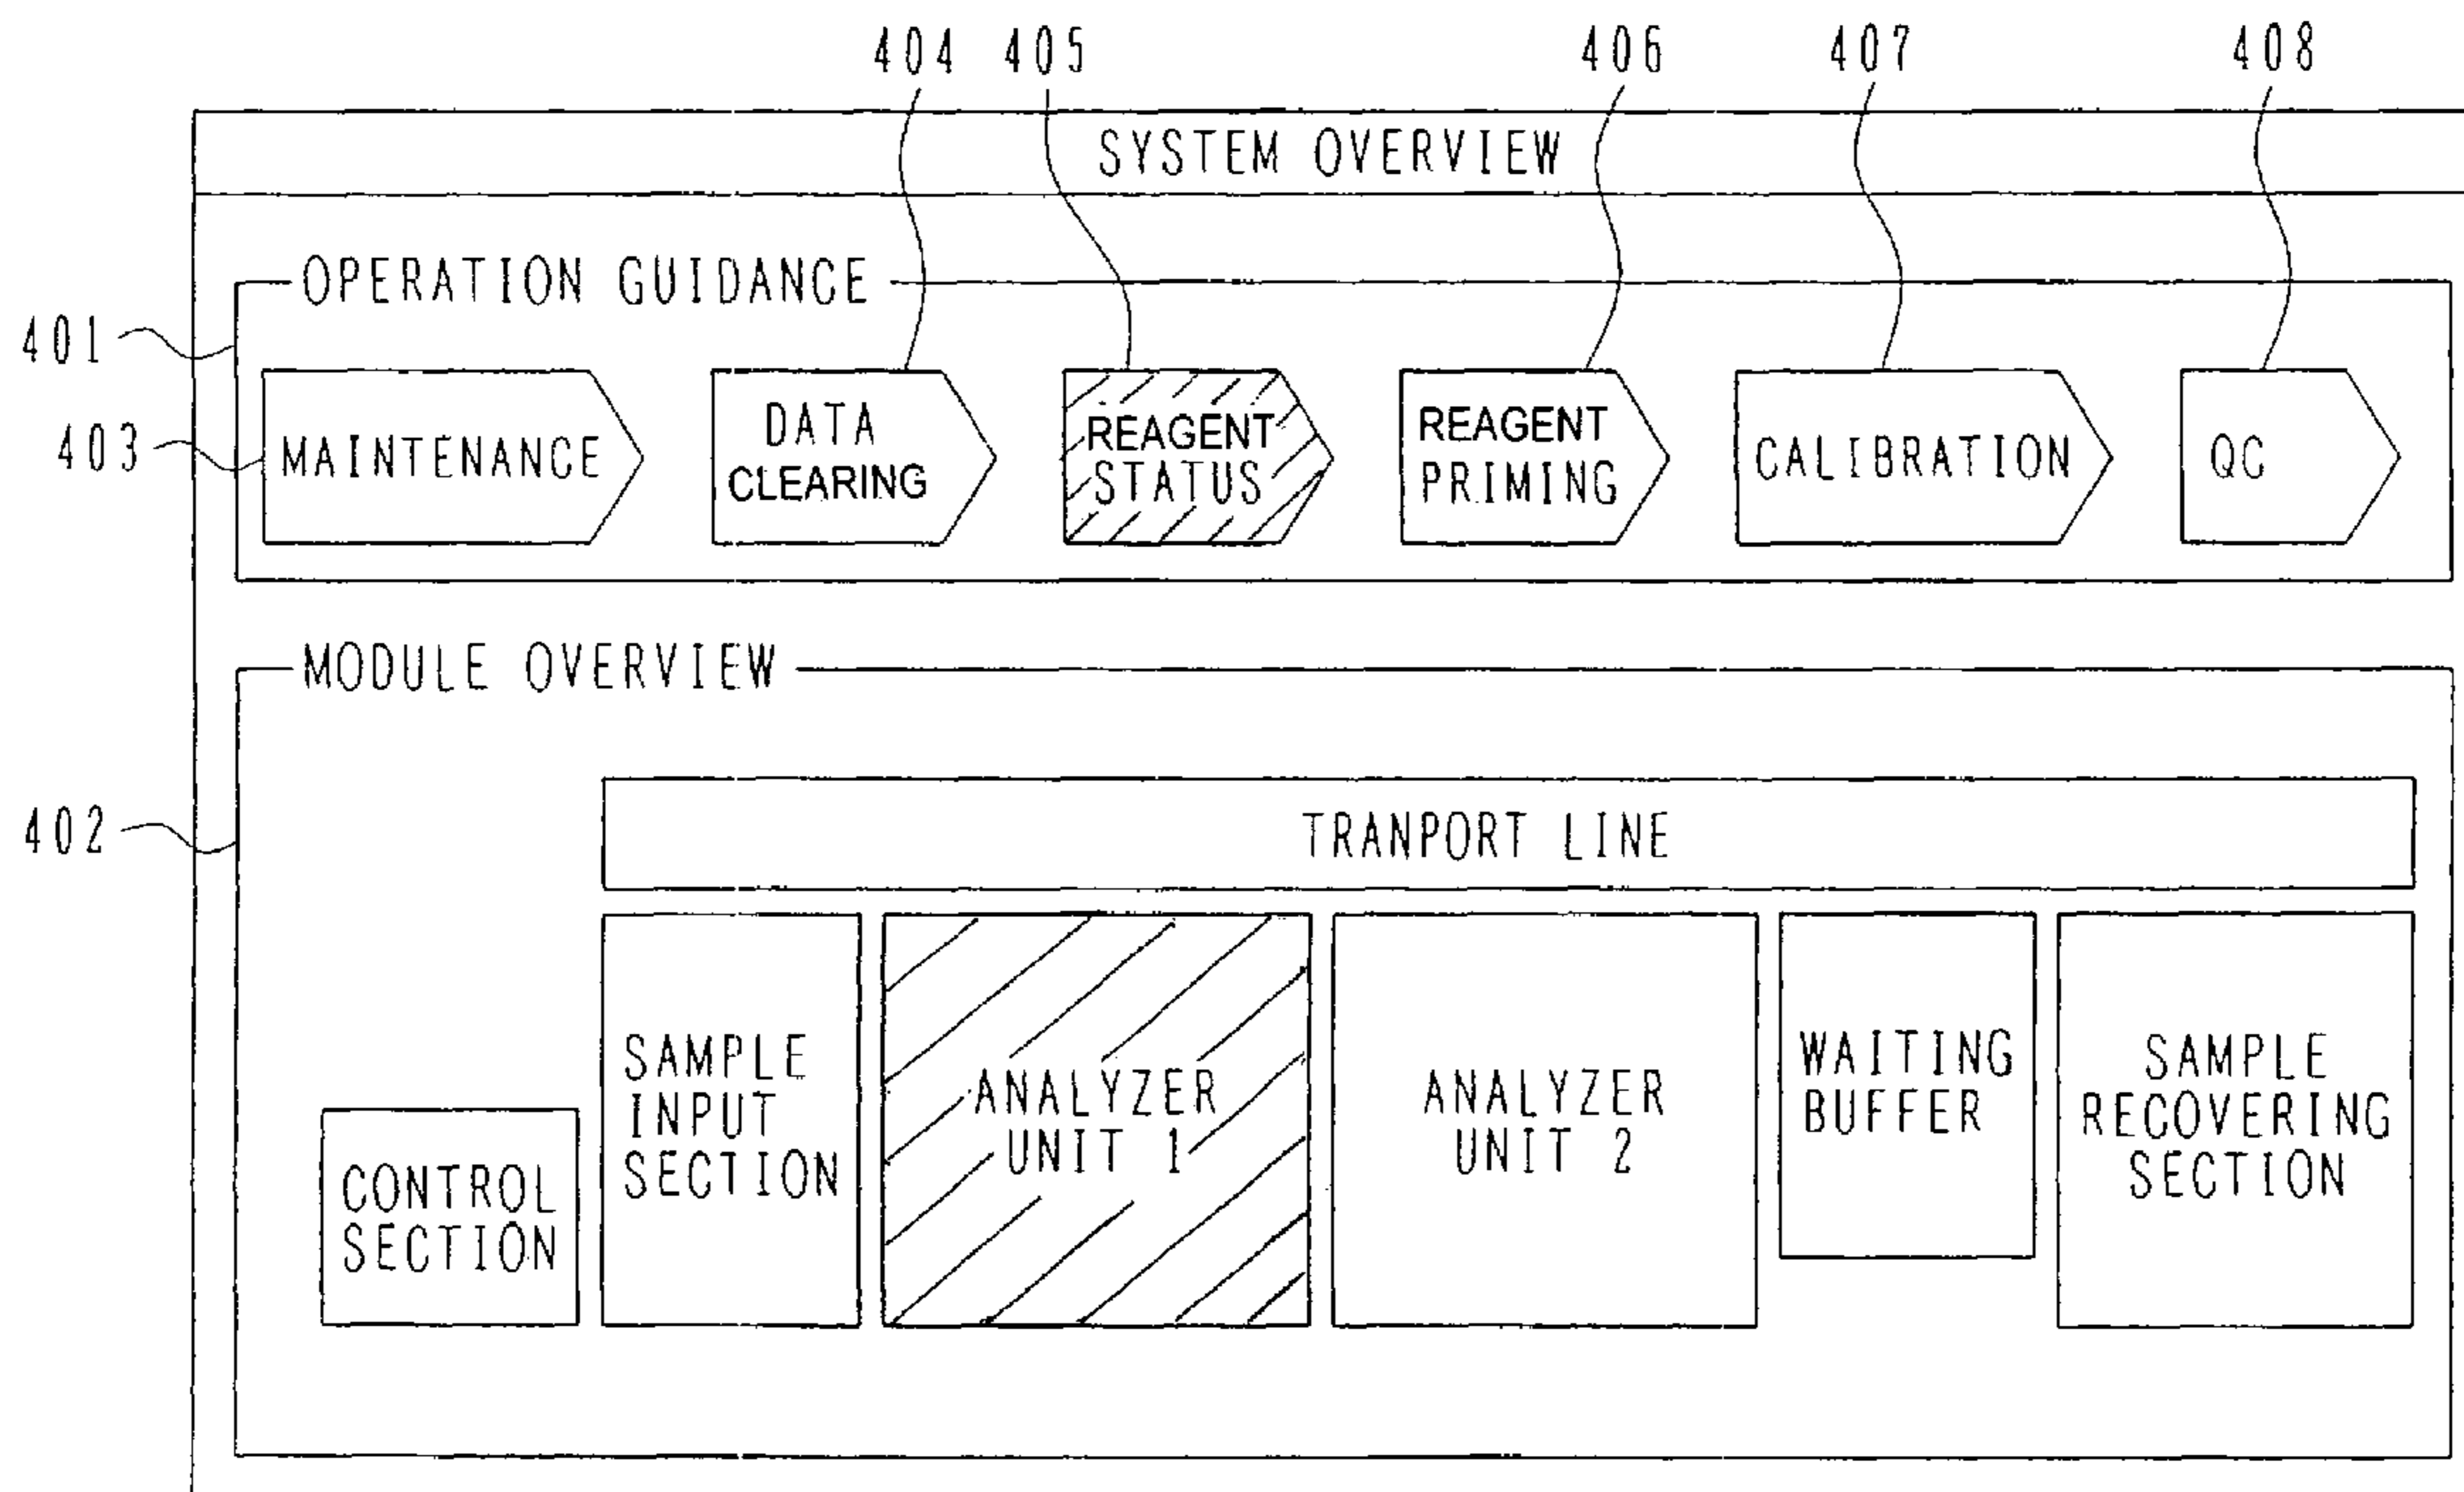 404 405 406 407 408
SYSTEM OVERVIEW
OPERATION GUIDANCE
401
403
MAINTENANCE
DATA
CLEARING
REAGENT
STATUS
REAGENT
PRIMING
CALIBRATION
QC
MODULE OVERVIEW
402
TRANPORT LINE
CONTROL
SECTION
SAMPLE
INPUT
SECTION
ANALYZER
UNIT 1
ANALYZER
UNIT 2
WAITING
BUFFER
SAMPLE
RECOVERING
SECTION